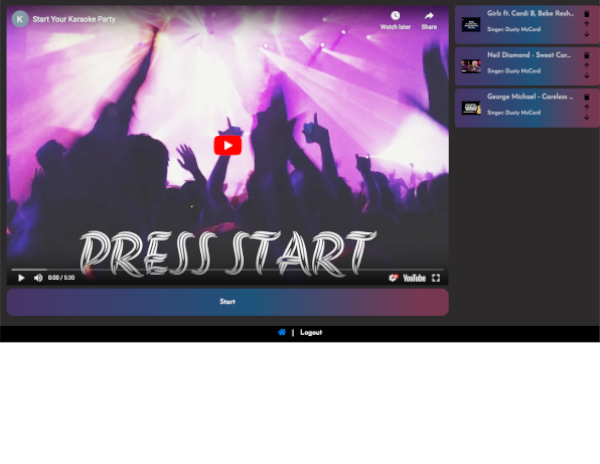 K Start Your Karaoke Party
Watch later
Share
PRESS START
0:00 / 5:00
YouTube
Start
| Logout
Girls ft. Cardi B, Bebe Rexh...
Singer: Dusty McCord
Neil Diamond - Sweet Car...
Singer: Dusty McCord
George Michael - Careless ...
Singer: Dusty McCord